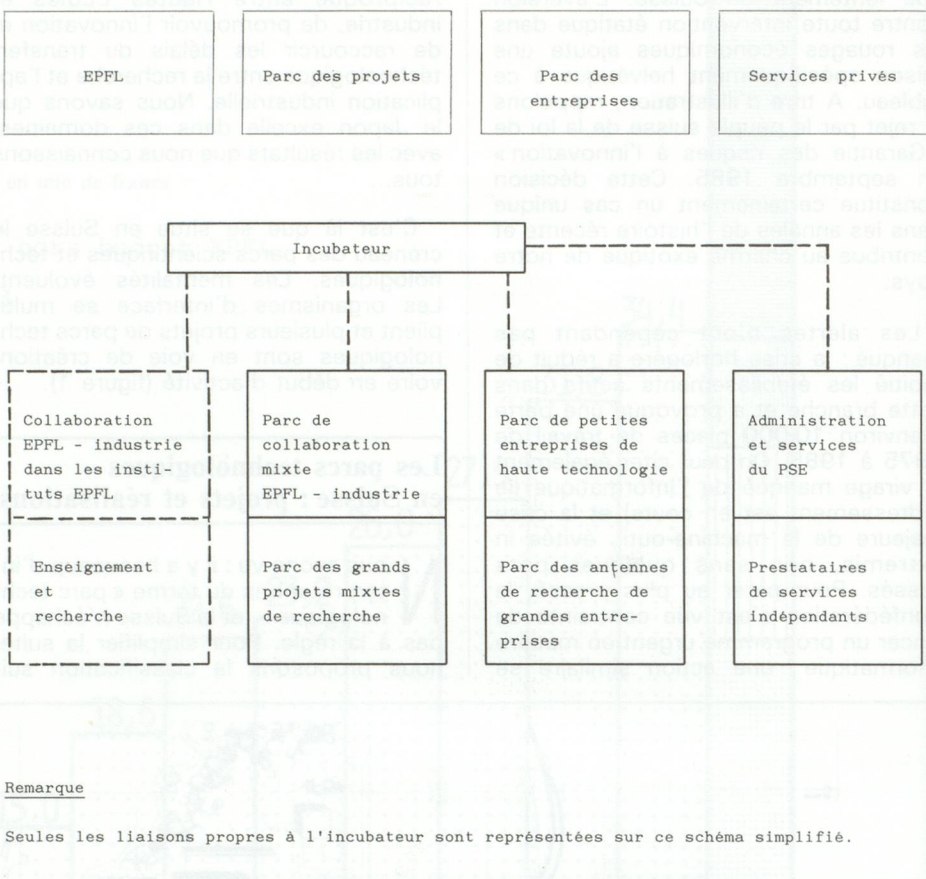 EPFL
Parc des projets
Parc des
entreprises
Services privés
Incubateur
Collaboration
EPFL - industrie
dans les insti-
tuts EPFL
Parc de
collaboration
mixte
EPFL - industrie
Parc de petites
entreprises de
haute technologie
Administration
et gestion
du PSE
Enseignement
et
recherche
Parc des grands
projets mixtes
de recherche
Parc des antennes
de recherche de
grandes entre-
prises
Prestataires
de services
indépendants
Remarque
Seules les liaisons propres à l'incubateur sont représentées sur ce schéma simplifié.